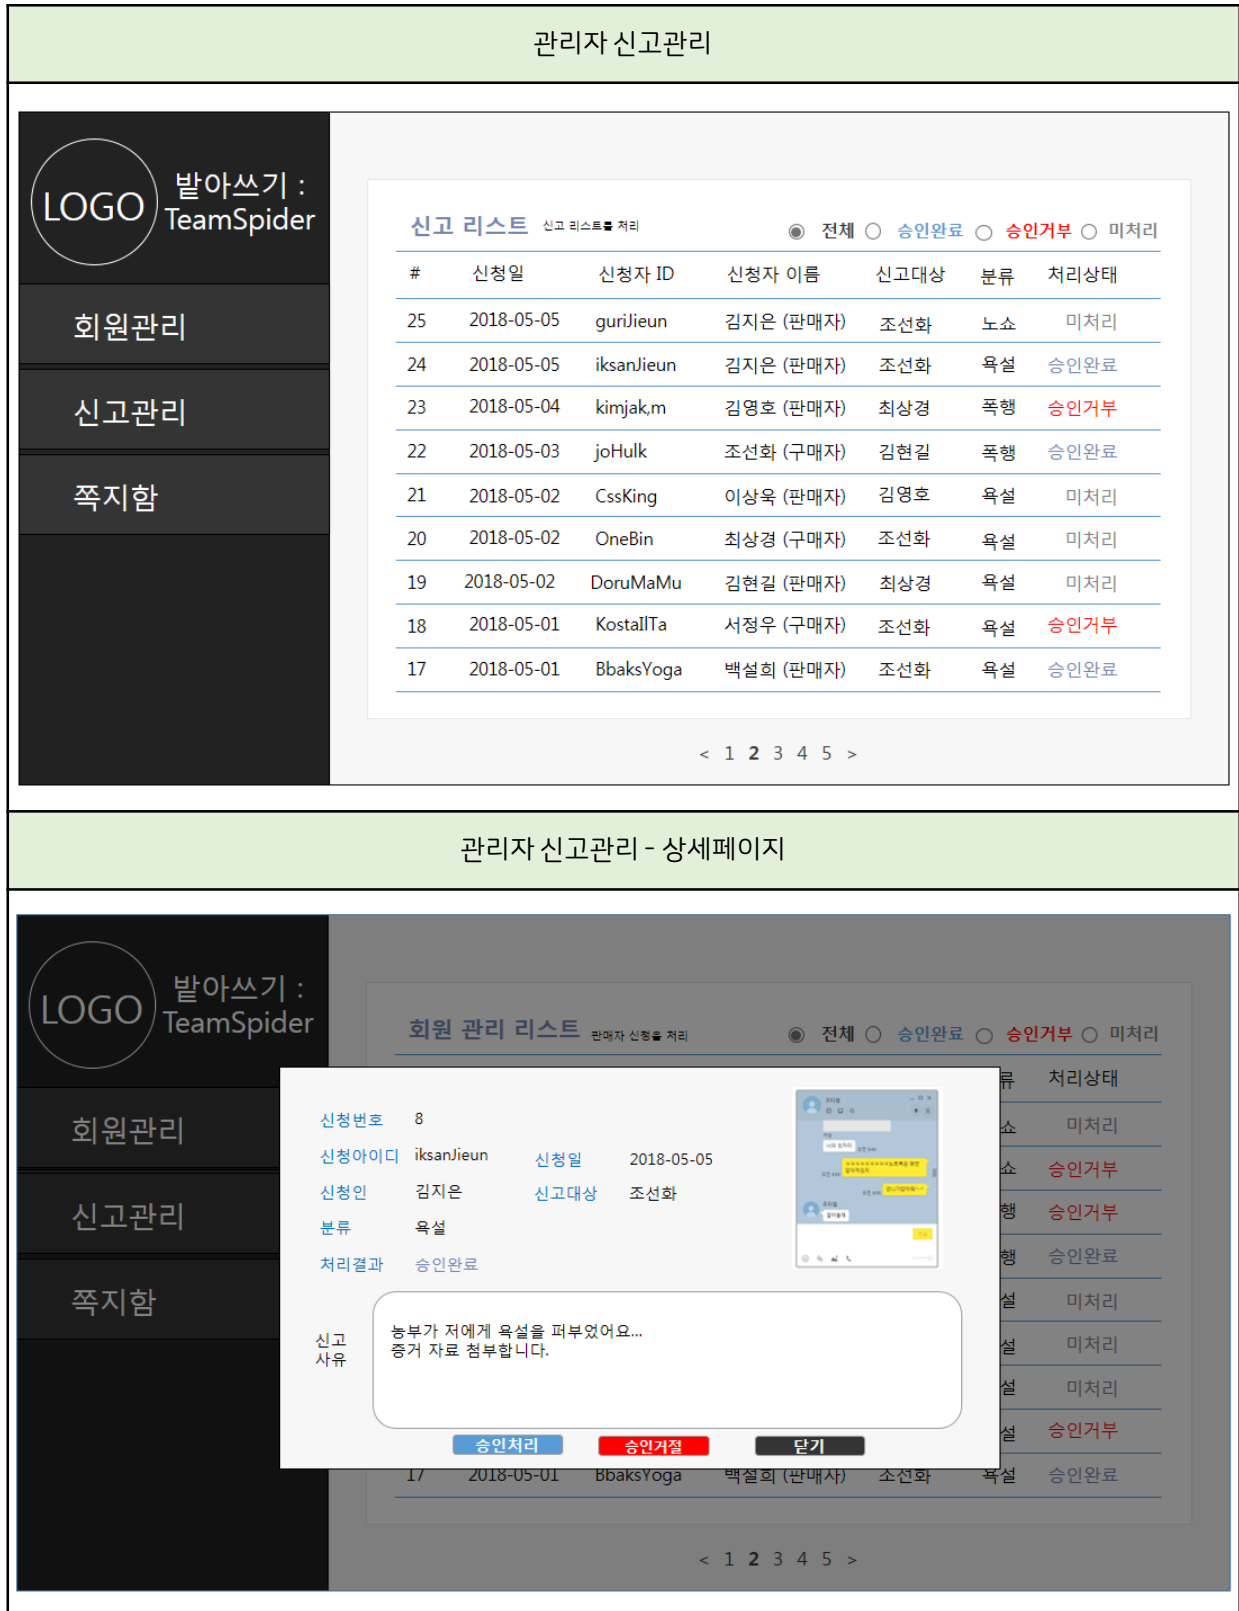 관리자 신고관리
LOGO
밭아쓰기 :
TeamSpider
회원관리
신고관리
쪽지함
신고 리스트 신고 리스트를 처리 전체 승인완료 승인거부 미처리
# 신청일 신청자 ID 신청자 이름 신고대상 분류 처리상태
25 2018-05-05 guriJieun 김지은 (판매자) 조선화 노쇼 미처리
24 2018-05-05 iksanJieun 김지은 (판매자) 조선화 욕설 승인완료
23 2018-05-04 kimjak,m 김영호 (판매자) 최상경 폭행 승인거부
22 2018-05-03 joHulk 조선화 (구매자) 김현길 폭행 승인완료
21 2018-05-02 CssKing 이상욱 (판매자) 김영호 욕설 미처리
20 2018-05-02 OneBin 최상경 (구매자) 조선화 욕설 미처리
19 2018-05-02 DoruMaMu 김현길 (판매자) 최상경 욕설 미처리
18 2018-05-01 KostaIlTa 서정우 (구매자) 조선화 욕설 승인거부
17 2018-05-01 BbaksYoga 백설희 (판매자) 조선화 욕설 승인완료
< 1 2 3 4 5 >
관리자 신고관리 - 상세페이지
LOGO
밭아쓰기 :
TeamSpider
회원관리
신고관리
쪽지함
회원 관리 리스트 판매자 신청을 처리 전체 승인완료 승인거부 미처리
류 처리상태
쇼 미처리
쇼 승인거부
행 승인거부
행 승인완료
설 미처리
설 미처리
설 미처리
설 승인거부
신청번호 8
신청아이디 iksanJieun 신청일 2018-05-05
신청인 김지은 신고대상 조선화
분류 욕설
처리결과 승인완료
신고
사유
농부가 저에게 욕설을 퍼부었어요...
증거 자료 첨부합니다.
승인처리 승인거절 닫기
17 2018-05-01 BbaksYoga 백설희 (판매자) 조선화 욕설 승인완료
< 1 2 3 4 5 >